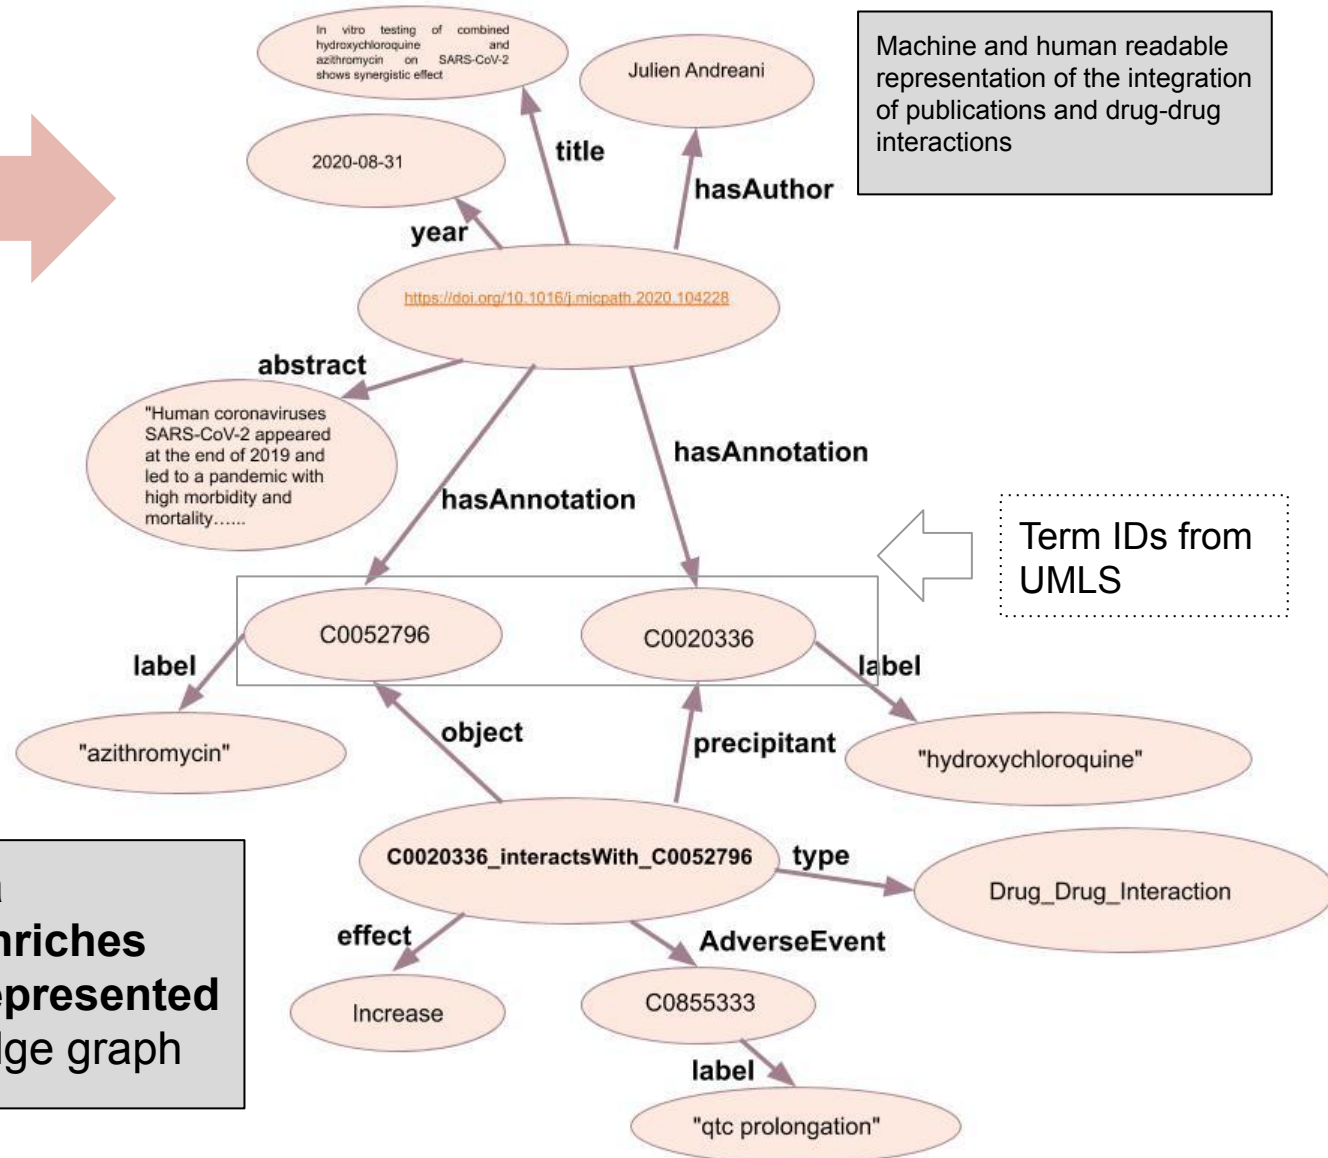 In vitro testing of combined
hydroxychloroquine and
azithromycin on SARS-CoV-2
shows synergistic effect
Julien Andreani
Machine and human readable
representation of the integration
of publications and drug-drug
interactions
2020-08-31
title
hasAuthor
year
https://doi.org/10.1016/j.micpath.2020.104228
abstract
"Human coronaviruses
SARS-CoV-2 appeared
at the end of 2019 and
led to a pandemic with
high morbidity and
mortality......
hasAnnotation
hasAnnotation
Term IDs from
UMLS
C0052796
C0020336
label
label
"azithromycin"
object
precipitant
"hydroxychloroquine"
C0020336_interactsWith_C0052796
type
Drug_Drug_Interaction
nriches
epresented
dge graph
effect
AdverseEvent
Increase
C0855333
label
"qtc prolongation"